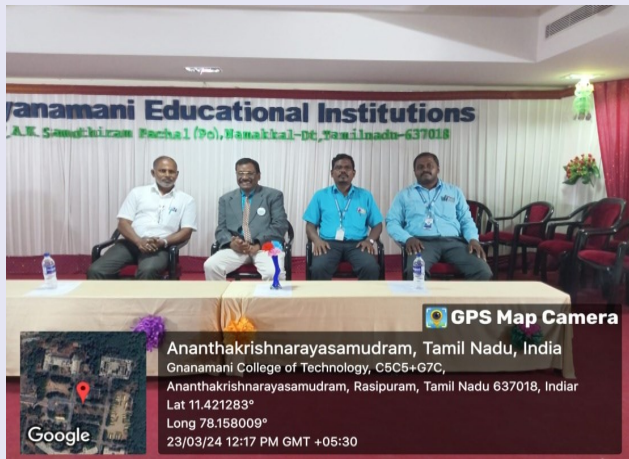 yanamani Educational Institutions
A.K.Samuthiram Pachal (Po), Namakkal-Dt, Tamilnadu-637018
GPS Map Camera
Ananthakrishnarayasamudram, Tamil Nadu, India
Gnanamani College of Technology, C5C5+G7C,
Ananthakrishnarayasamudram, Rasipuram, Tamil Nadu 637018, Indiar
Lat 11.421283°
Long 78.158009°
23/03/24 12:17 PM GMT +05:30
Google